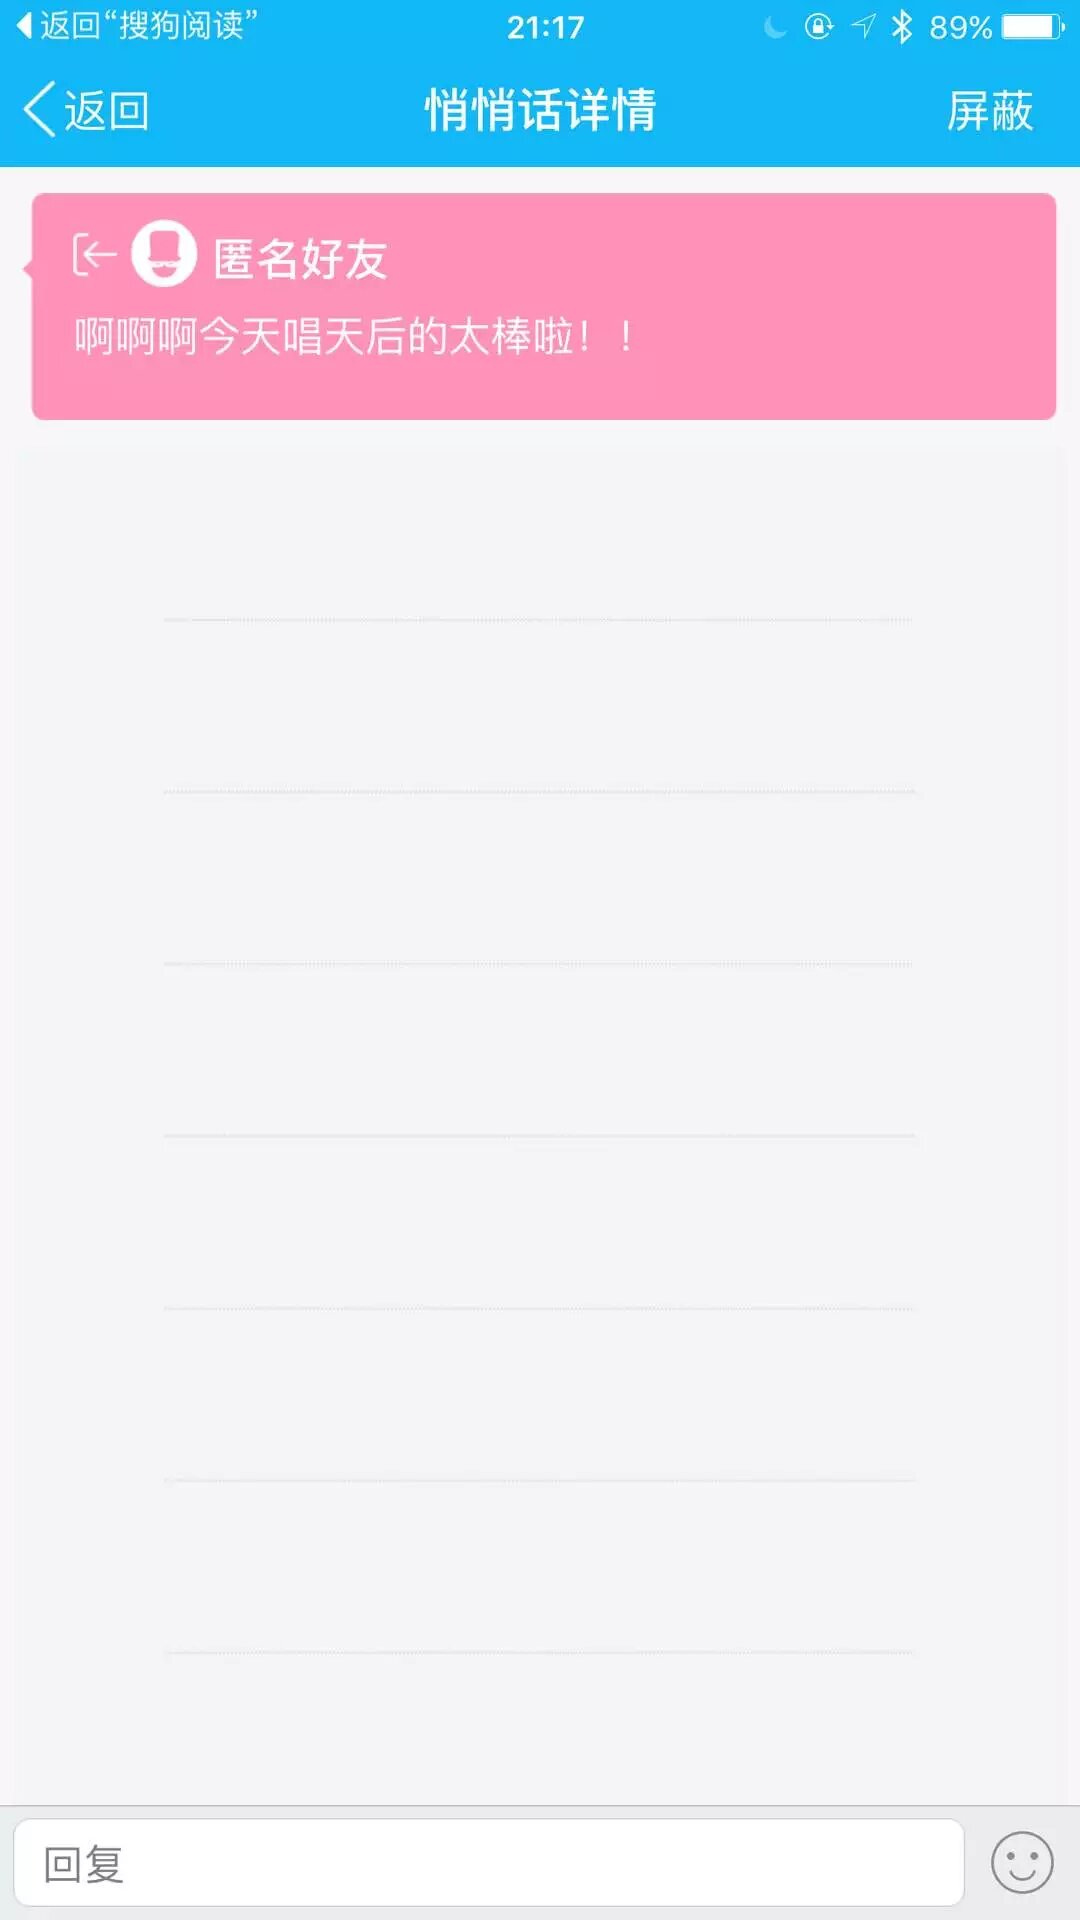 返回“搜狗阅读”
21:17
89%
返回
悄悄话详情
屏蔽
匿名好友
啊啊啊今天唱天后的太棒啦！！
回复